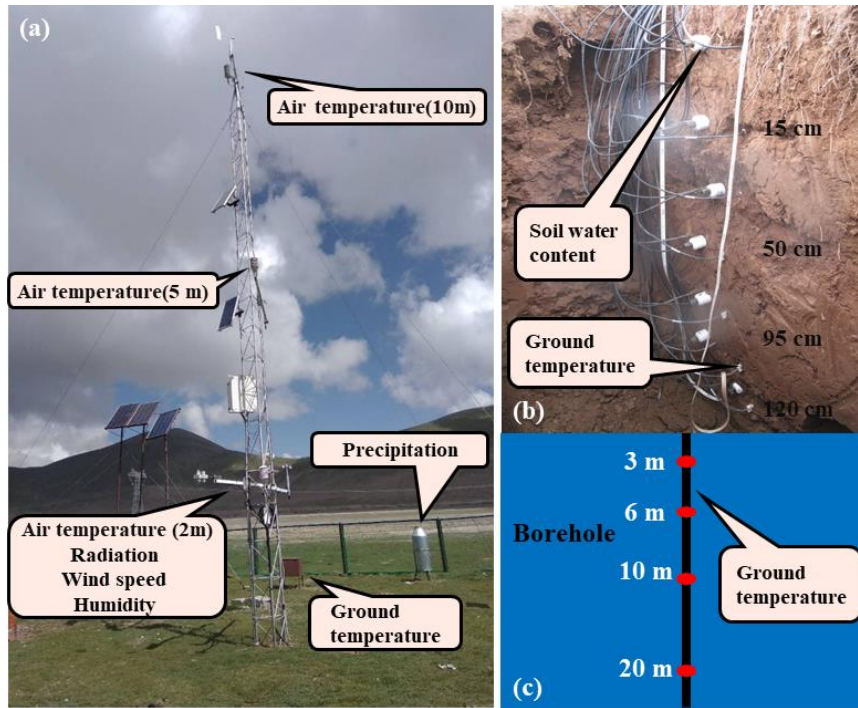 (a)
Air temperature(10m)
Air temperature(5 m)
Precipitation
Air temperature (2m)
Radiation
Wind speed
Humidity
Ground
temperature
15 cm
Soil water
content
50 cm
95 cm
Ground
temperature
(b)
120 cm
3 m
6 m
Borehole
10 m
Ground
temperature
20 m
(c)